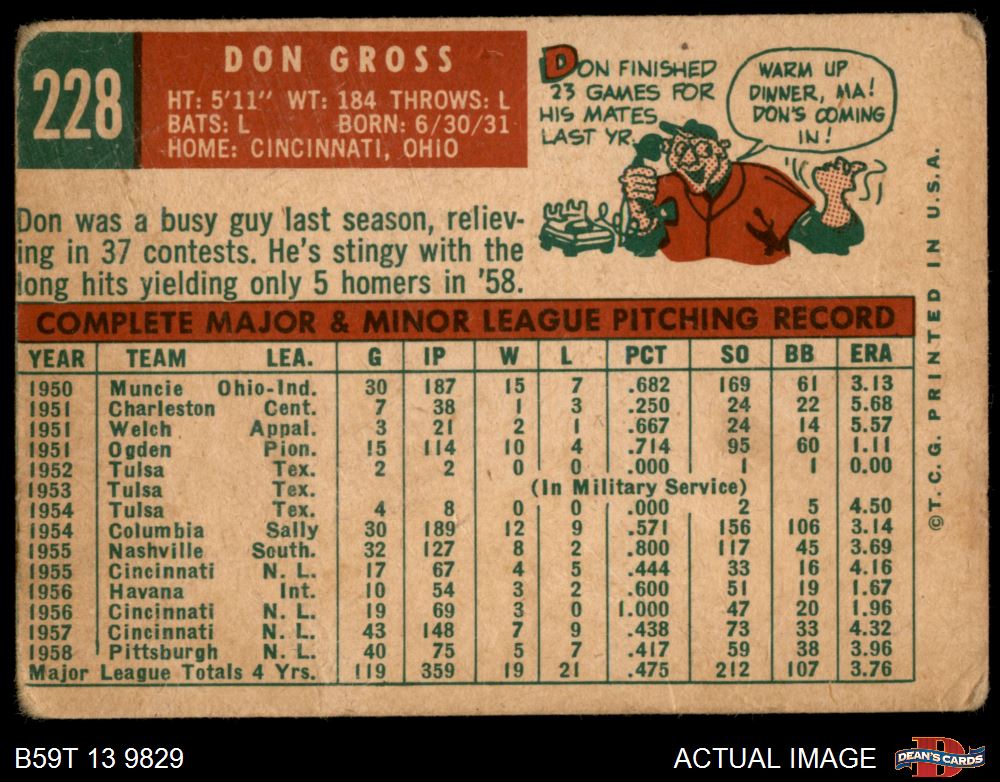 228
DON GROSS
HT: 5'11" WT: 184 THROWS: L
BATS: L BORN: 6/30/31
HOME: CINCINNATI, OHIO
DON FINISHED
23 GAMES FOR
HIS MATES
LAST YR.
WARM UP
DINNER, MA!
DON'S COMING
IN!
Don was a busy guy last season, reliev-
ing in 37 contests. He's stingy with the
long hits yielding only 5 homers in '58.
COMPLETE MAJOR & MINOR LEAGUE PITCHING RECORD
YEAR TEAM LEA. G IP W L PCT SO BB ERA
1950 Muncie Ohio-Ind. 30 187 15 7 .682 169 61 3.13
1951 Charleston Cent. 7 38 1 3 .250 24 22 5.68
1951 Welch Appal. 3 21 2 1 .667 24 14 5.57
1951 Ogden Pion. 15 114 10 4 .714 95 60 1.11
1952 Tulsa Tex. 2 2 0 0 .000 1 1 0.00
1953 Tulsa Tex. (In Military Service)
1954 Tulsa Tex. 4 8 0 0 .000 2 5 4.50
1954 Columbia Sally 30 189 12 9 .571 156 106 3.14
1955 Nashville South. 32 127 8 2 .800 117 45 3.69
1955 Cincinnati N. L. 17 67 4 5 .444 33 16 4.16
1956 Havana Int. 10 54 3 2 .600 51 19 1.67
1956 Cincinnati N. L. 19 69 3 0 1.000 47 20 1.96
1957 Cincinnati N. L. 43 148 7 9 .438 73 33 4.32
1958 Pittsburgh N. L. 40 75 5 7 .417 59 38 3.96
Major League Totals 4 Yrs. 119 359 19 21 .475 212 107 3.76
©T. C. G. PRINTED IN U.S.A.
B59T 13 9829
ACTUAL IMAGE
DEAN'S CARDS